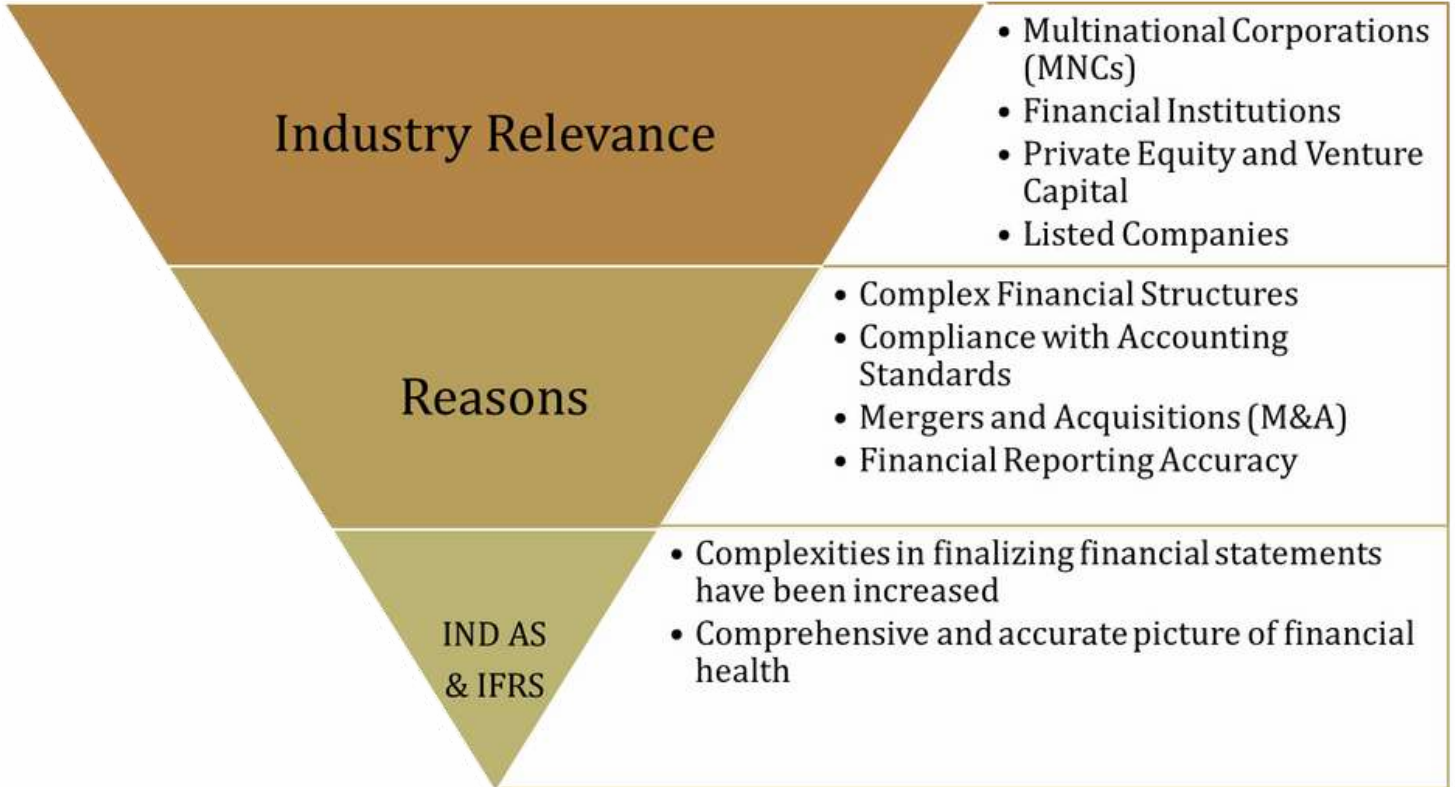 Industry Relevance
• Multinational Corporations
(MNCs)
• Financial Institutions
• Private Equity and Venture
Capital
• Listed Companies
Reasons
• Complex Financial Structures
• Compliance with Accounting
Standards
• Mergers and Acquisitions (M&A)
• Financial Reporting Accuracy
IND AS
& IFRS
• Complexities in finalizing financial statements
have been increased
• Comprehensive and accurate picture of financial
health